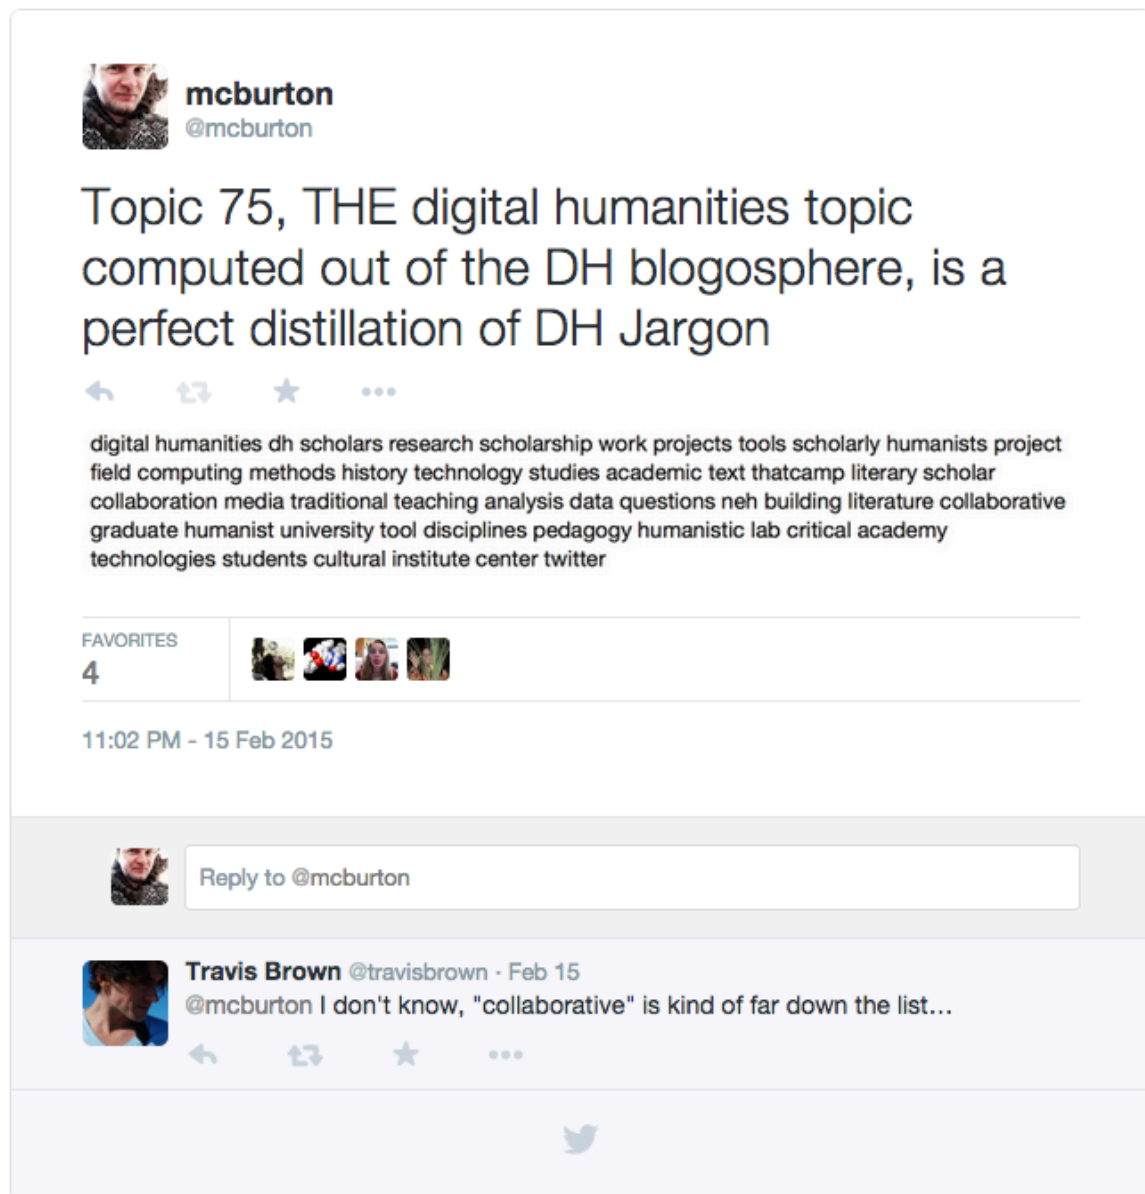 mcburton
@mcburton
Topic 75, THE digital humanities topic
computed out of the DH blogosphere, is a
perfect distillation of DH Jargon
digital humanities dh scholars research scholarship work projects tools scholarly humanists project
field computing methods history technology studies academic text thatcamp literary scholar
collaboration media traditional teaching analysis data questions neh building literature collaborative
graduate humanist university tool disciplines pedagogy humanistic lab critical academy
technologies students cultural institute center twitter
FAVORITES
4
11:02 PM - 15 Feb 2015
Reply to @mcburton
Travis Brown @travisbrown · Feb 15
@mcburton I don't know, "collaborative" is kind of far down the list...